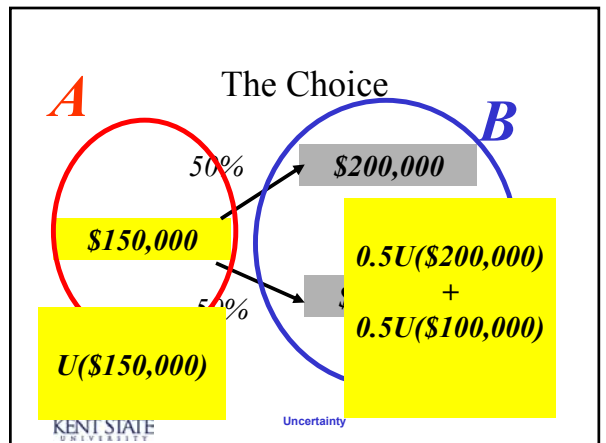 The Choice
A
B
50%
$200,000
$150,000
50%
$
0.5U($200,000)
+
0.5U($100,000)
U($150,000)
KENT STATE
UNIVERSITY
Uncertainty